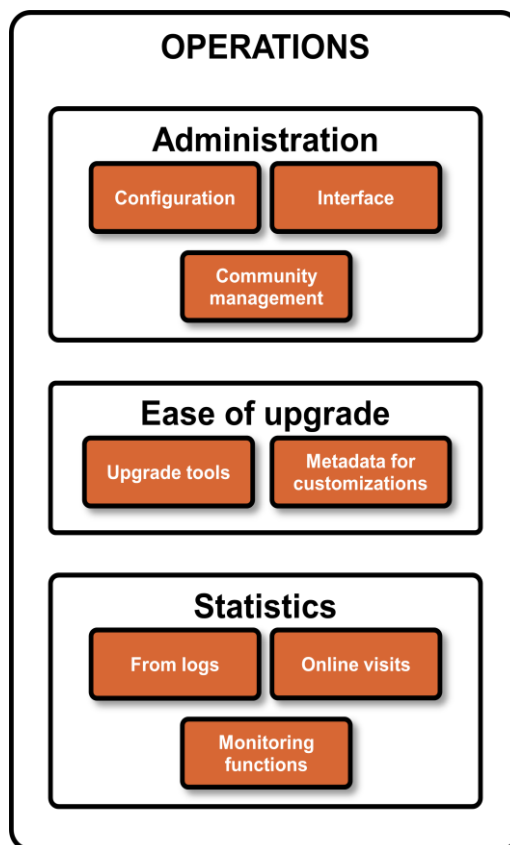 OPERATIONS
Administration
Configuration
Interface
Community
management
Ease of upgrade
Upgrade tools
Metadata for
customizations
Statistics
From logs
Online visits
Monitoring
functions